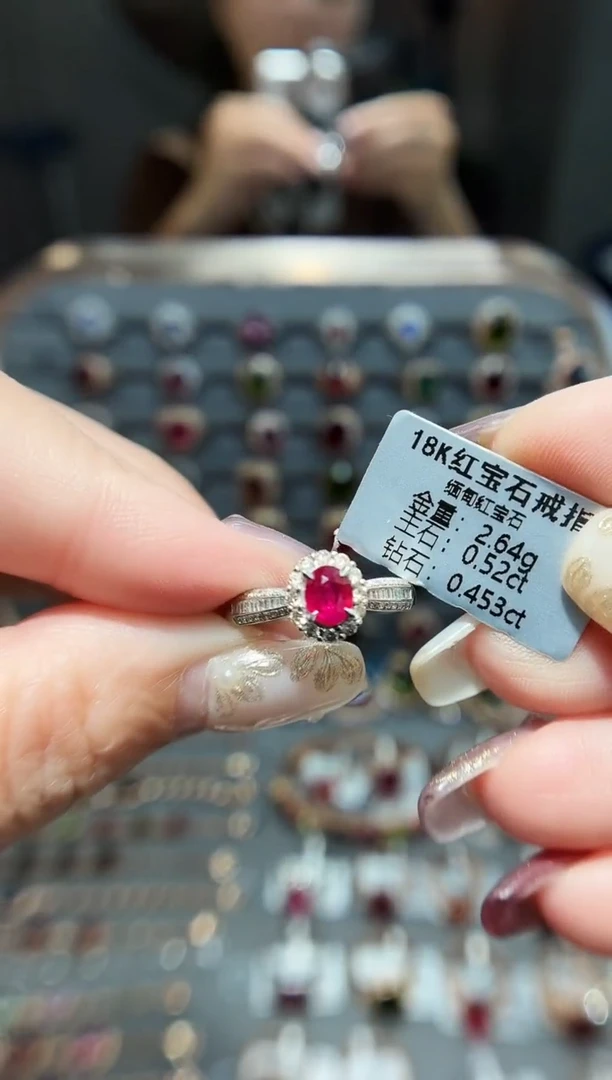 18K红宝石戒指
缅甸红宝石
金重: 2.64g
主石: 0.52ct
钻石: 0.453ct